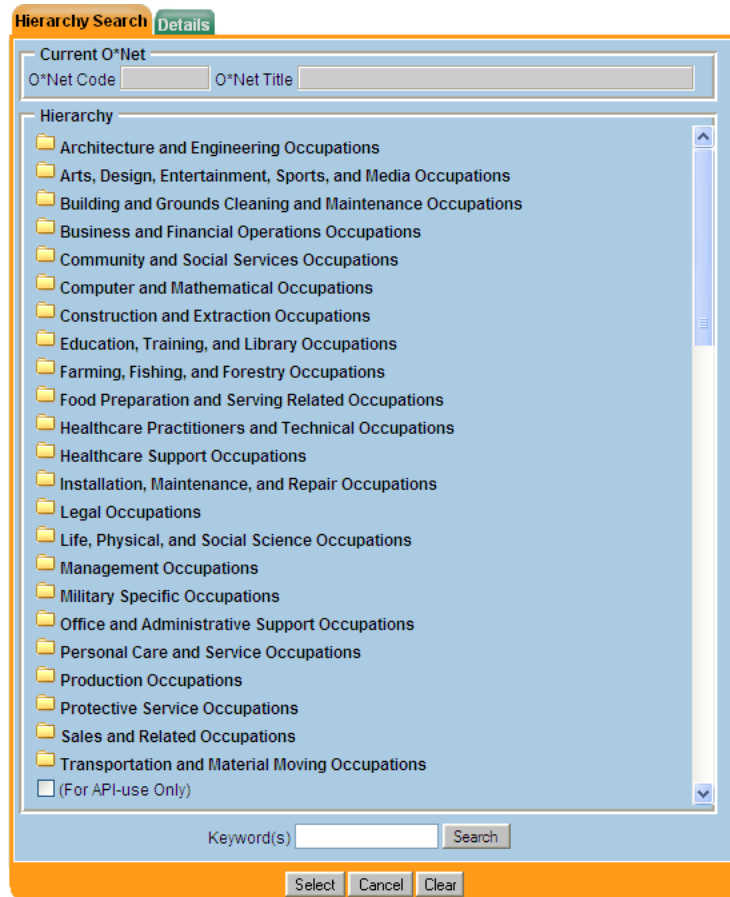 Hierarchy Search Details
Current O*Net
O*Net Code O*Net Title
Hierarchy
Architecture and Engineering Occupations
Arts, Design, Entertainment, Sports, and Media Occupations
Building and Grounds Cleaning and Maintenance Occupations
Business and Financial Operations Occupations
Community and Social Services Occupations
Computer and Mathematical Occupations
Construction and Extraction Occupations
Education, Training, and Library Occupations
Farming, Fishing, and Forestry Occupations
Food Preparation and Serving Related Occupations
Healthcare Practitioners and Technical Occupations
Healthcare Support Occupations
Installation, Maintenance, and Repair Occupations
Legal Occupations
Life, Physical, and Social Science Occupations
Management Occupations
Military Specific Occupations
Office and Administrative Support Occupations
Personal Care and Service Occupations
Production Occupations
Protective Service Occupations
Sales and Related Occupations
Transportation and Material Moving Occupations
(For API-use Only)
Keyword(s) Search
Select Cancel Clear